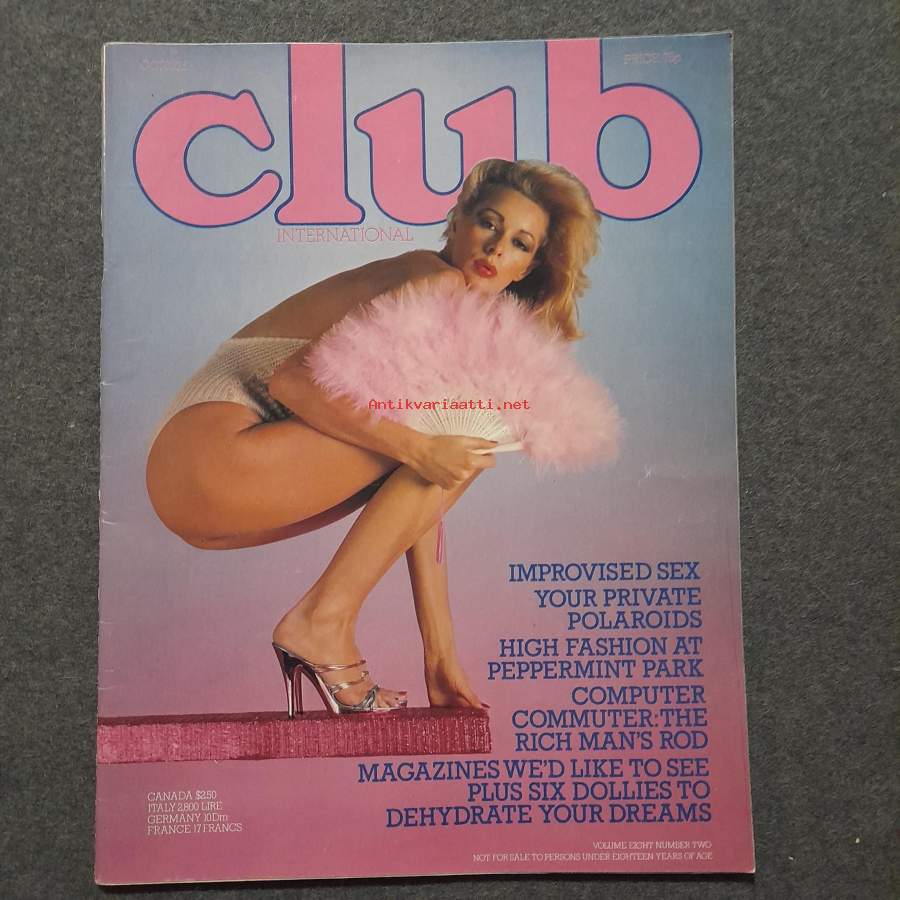 PRICE 75p
club
INTERNATIONAL
Antikvariaatti.net
IMPROVISED SEX
YOUR PRIVATE
POLAROIDS
HIGH FASHION AT
PEPPERMINT PARK
COMPUTER
COMMUTER: THE
RICH MAN'S ROD
MAGAZINES WE'D LIKE TO SEE
PLUS SIX DOLLIES TO
DEHYDRATE YOUR DREAMS
CANADA $2.50
ITALY 2,800 LIRE
GERMANY 10Dm
FRANCE 17 FRANCS
VOLUME EIGHT NUMBER TWO
NOT FOR SALE TO PERSONS UNDER EIGHTEEN YEARS OF AGE